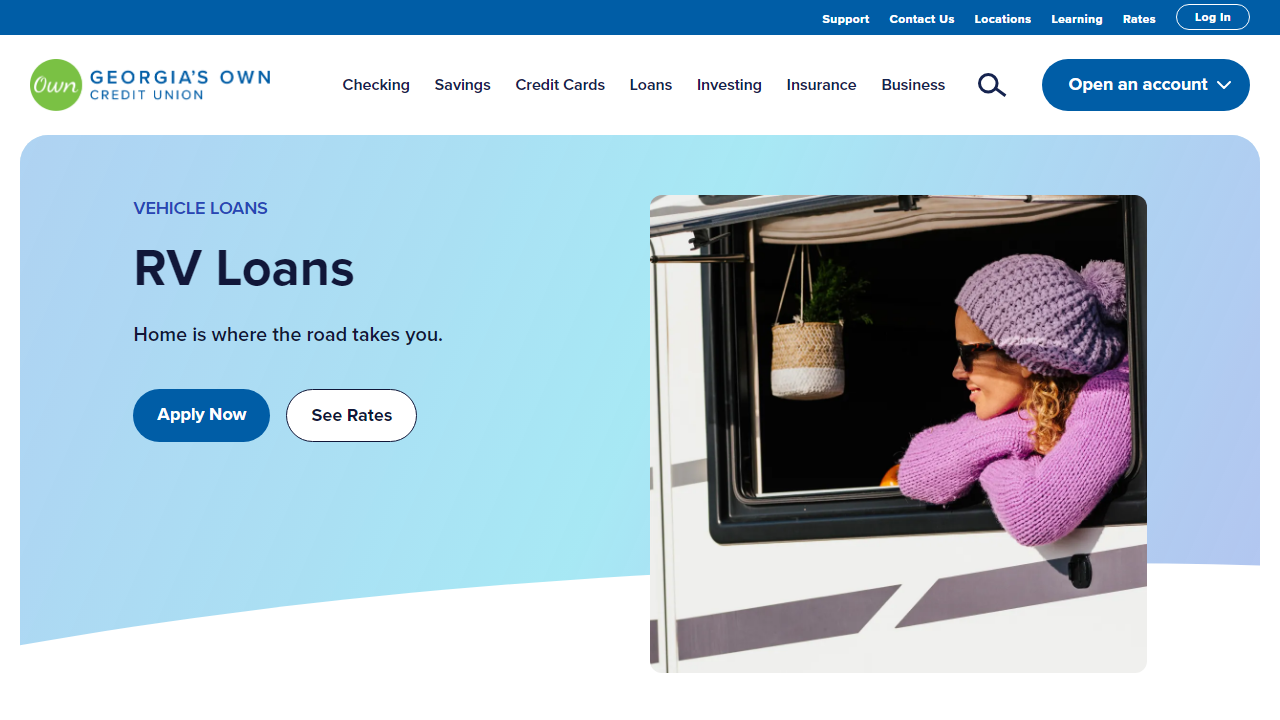 Support Contact Us Locations Learning Rates Log In
Own GEORGIA'S OWN
CREDIT UNION
Checking Savings Credit Cards Loans Investing Insurance Business Open an account
VEHICLE LOANS
RV Loans
Home is where the road takes you.
Apply Now See Rates